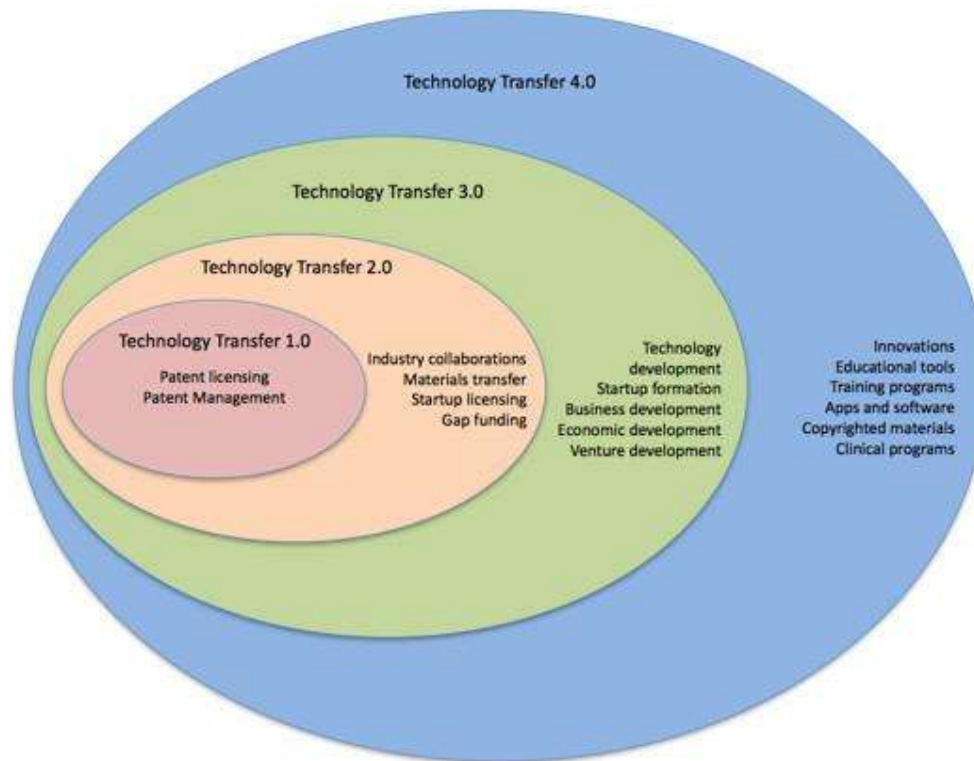 Technology Transfer 4.0
Technology Transfer 3.0
Technology Transfer 2.0
Technology Transfer 1.0
Patent licensing
Patent Management
Industry collaborations
Materials transfer
Startup licensing
Gap funding
Technology
development
Startup formation
Business development
Economic development
Venture development
Innovations
Educational tools
Training programs
Apps and software
Copyrighted materials
Clinical programs